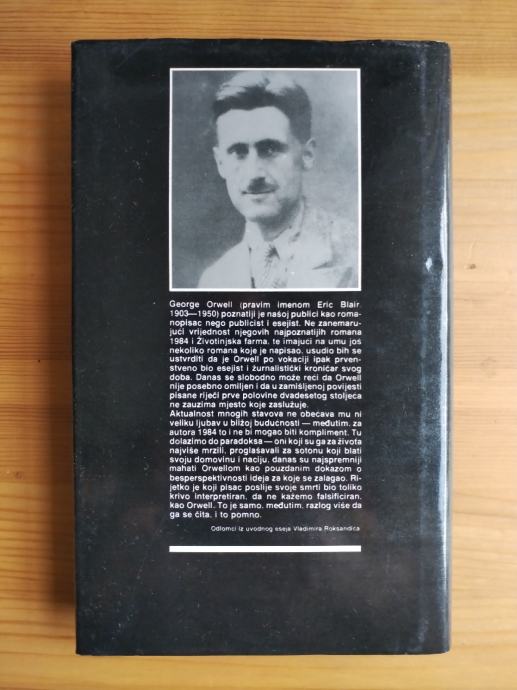 George Orwell (pravim imenom Eric Blair,
1903—1950) poznatiji je našoj publici kao roma-
nopisac nego publicist i esejist. Ne zanemaru-
jući vrijednost njegovih najpoznatijih romana
1984 i Životinjska farma, te imajući na umu još
nekoliko romana koje je napisao, usudio bih se
ustvrditi da je Orwell po vokaciji ipak prven-
stveno bio esejist i žurnalistički kroničar svog
doba. Danas se slobodno može reći da Orwell
nije posebno omiljen i da u zamišljenoj povijesti
pisane riječi prve polovine dvadesetog stoljeća
ne zauzima mjesto koje zaslužuje.
Aktualnost mnogih stavova ne obećava mu ni
veliku ljubav u bližoj budućnosti — međutim, za
autora 1984 to i ne bi mogao biti kompliment. Tu
dolazimo do paradoksa — oni koji su ga za života
najviše mrzili, proglašavali za sotonu koji blati
svoju domovinu i naciju, danas su najspremniji
mahati Orwellom kao pouzdanim dokazom o
besperspektivnosti ideja za koje se zalagao. Ri-
jetko je koji pisac poslije svoje smrti bio toliko
krivo interpretiran, da ne kažemo falsificiran,
kao Orwell. To je samo, međutim, razlog više da
ga se čita, i to pomno.
Odlomci iz uvodnog eseja Vladimira Roksandića